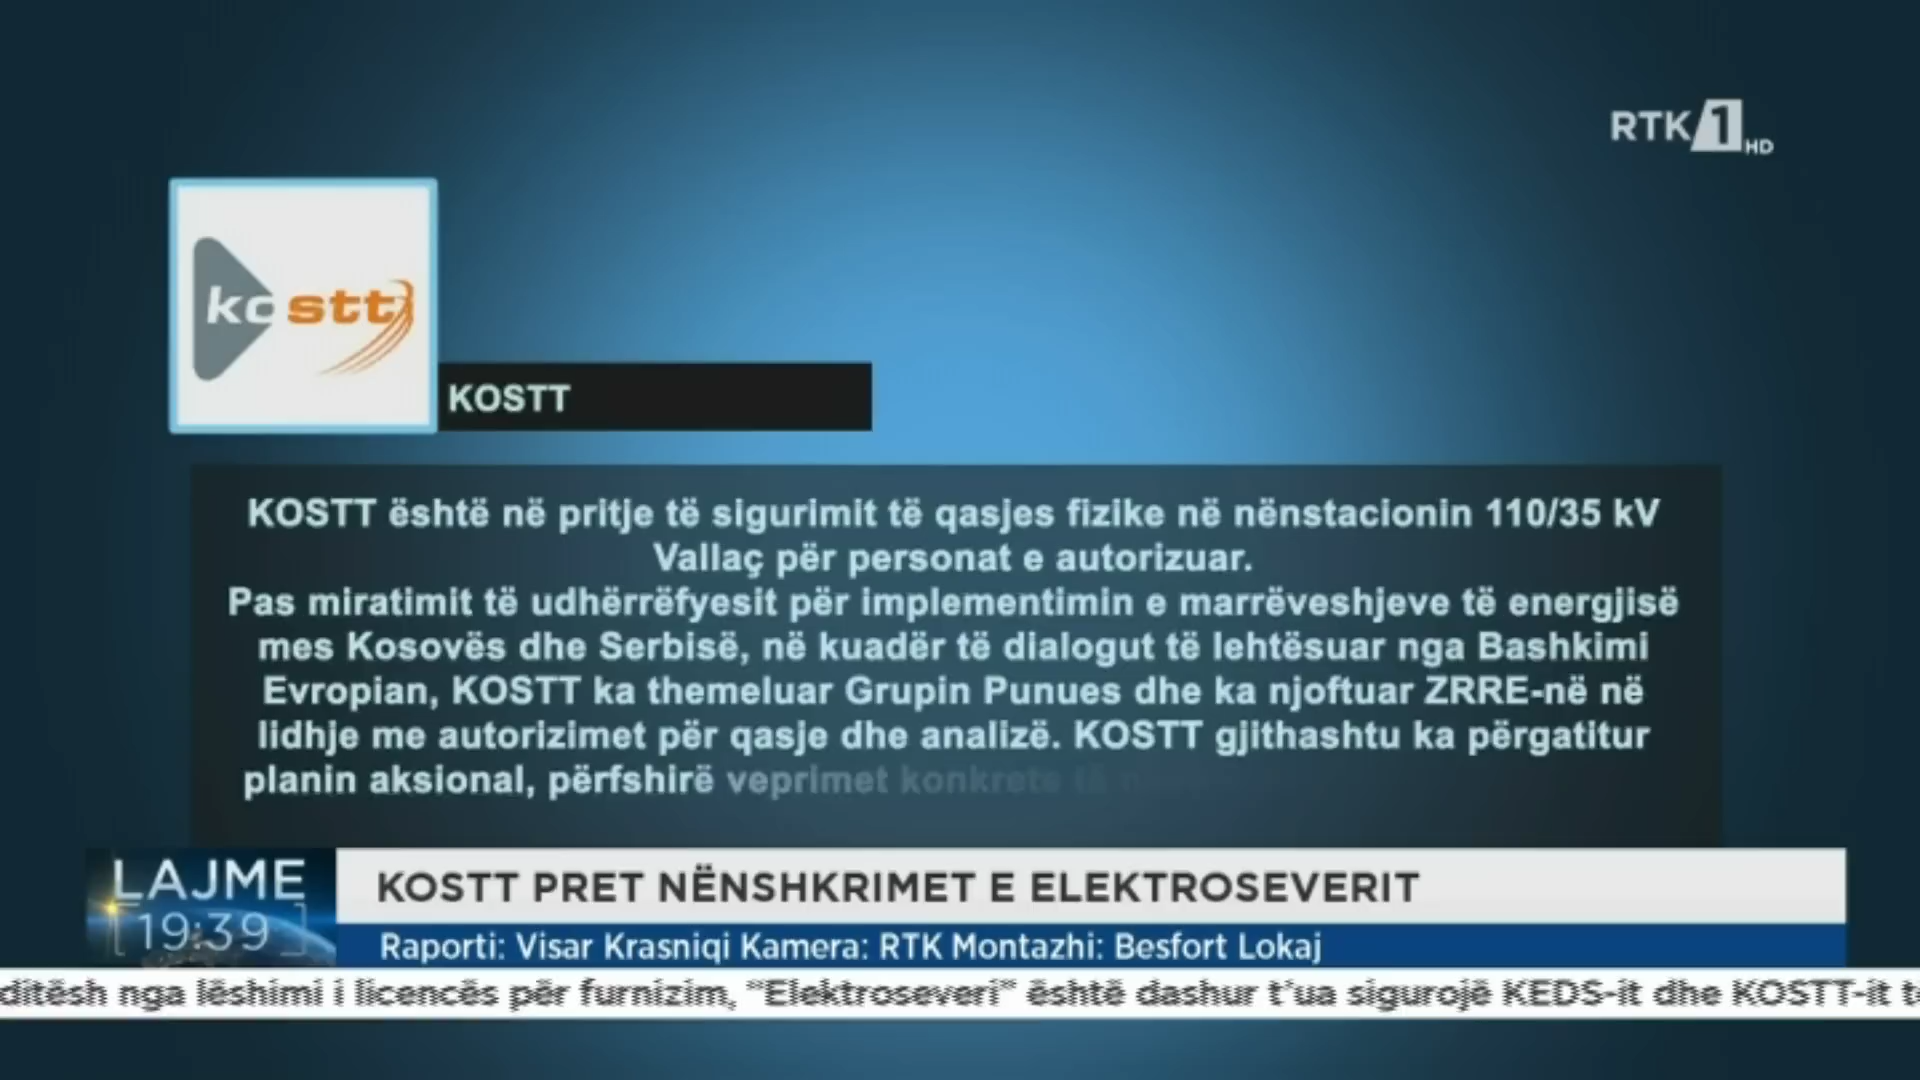 RTK 1 HD
kostt
KOSTT
KOSTT është në pritje të sigurimit të qasjes fizike në nënstacionin 110/35 kV
Vallaç për personat e autorizuar.
Pas miratimit të udhërrëfyesit për implementimin e marrëveshjeve të energjisë
mes Kosovës dhe Serbisë, në kuadër të dialogut të lehtësuar nga Bashkimi
Evropian, KOSTT ka themeluar Grupin Punues dhe ka njoftuar ZRRE-në në
lidhje me autorizimet për qasje dhe analizë. KOSTT gjithashtu ka përgatitur
planin aksional, përfshirë veprimet konkrete të
LAJME
19:39
KOSTT PRET NËNSHKRIMET E ELEKTROSEVERIT
Raporti: Visar Krasniqi Kamera: RTK Montazhi: Besfort Lokaj
ditësh nga lëshimi i licencës për furnizim, "Elektroseveri" është dashur t'ua sigurojë KEDS-it dhe KOSTT-it